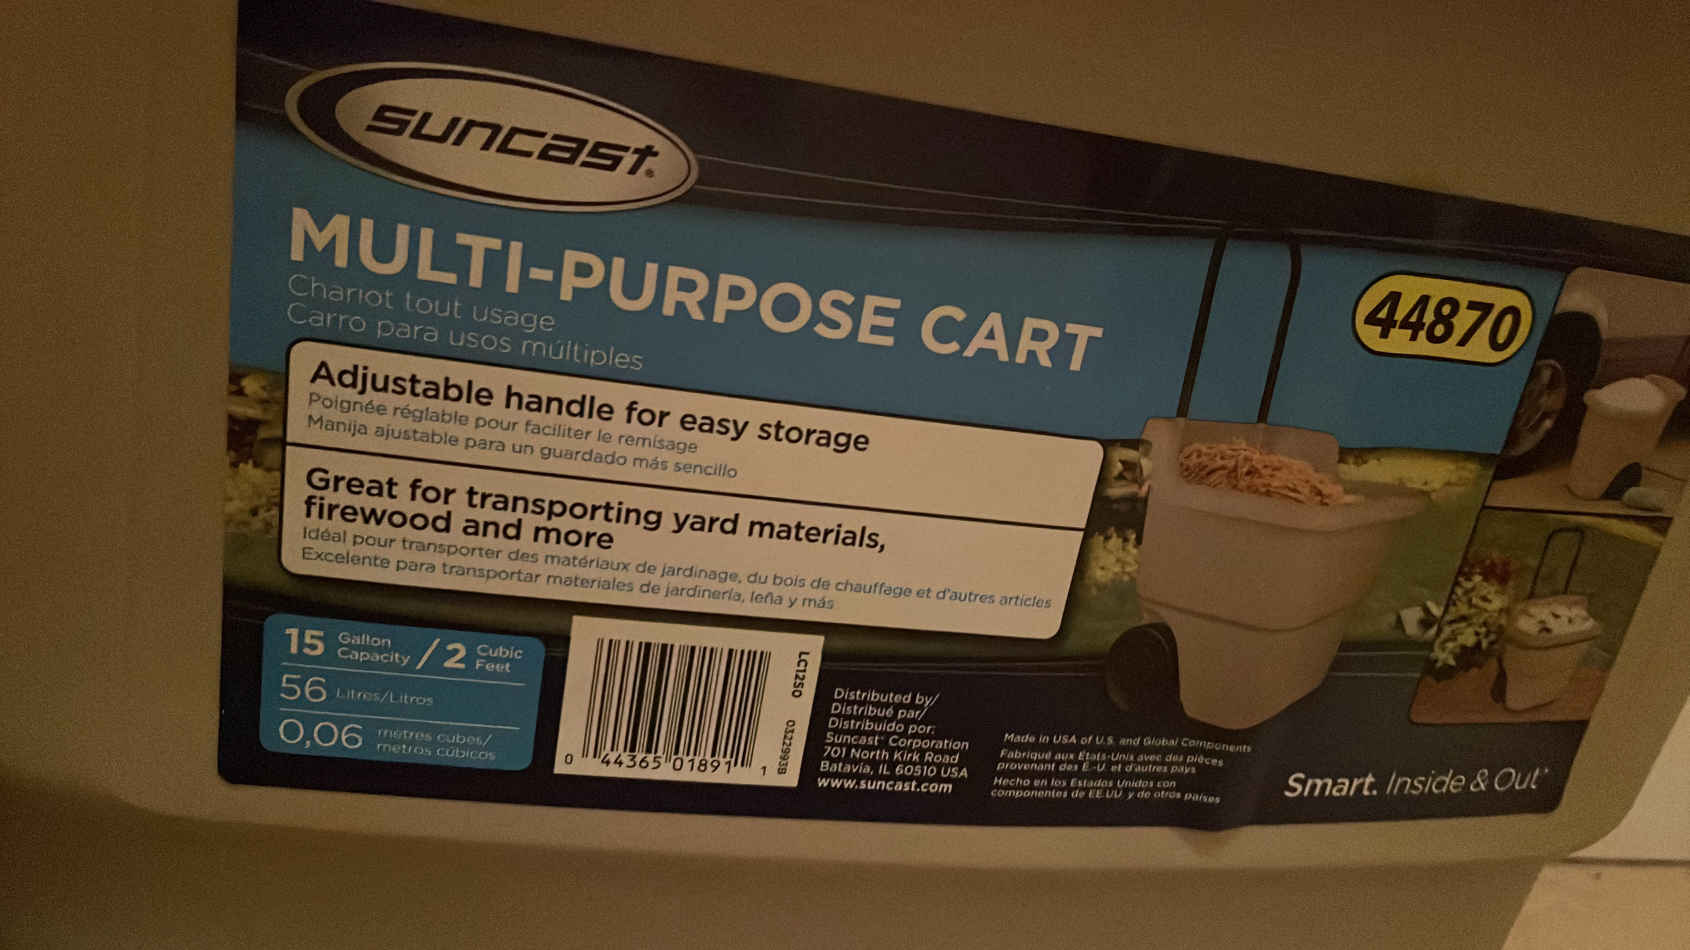 SUNCAST®
MULTI-PURPOSE CART
Chariot tout usage
Carro para usos múltiples
44870
Adjustable handle for easy storage
Poignée réglable pour faciliter le remisage
Manija ajustable para un guardado más sencillo
Great for transporting yard materials,
firewood and more
Idéal pour transporter des matériaux de jardinage, du bois de chauffage et d'autres articles
Excelente para transportar materiales de jardinería, leña y más
15 Gallon Capacity / 2 Cubic Feet
56 Litres/Litros
0,06 mètres cubes/
metros cúbicos
0 44365 01891 1
LC1250 0322993B
Distributed by/
Distribué par/
Distribuido por:
Suncast® Corporation
701 North Kirk Road
Batavia, IL 60510 USA
www.suncast.com
Made in USA of U.S. and Global Components
Fabriqué aux États-Unis avec des pièces
provenant des É.-U. et d'autres pays
Hecho en los Estados Unidos con
componentes de EE.UU. y de otros países
Smart. Inside & Out®